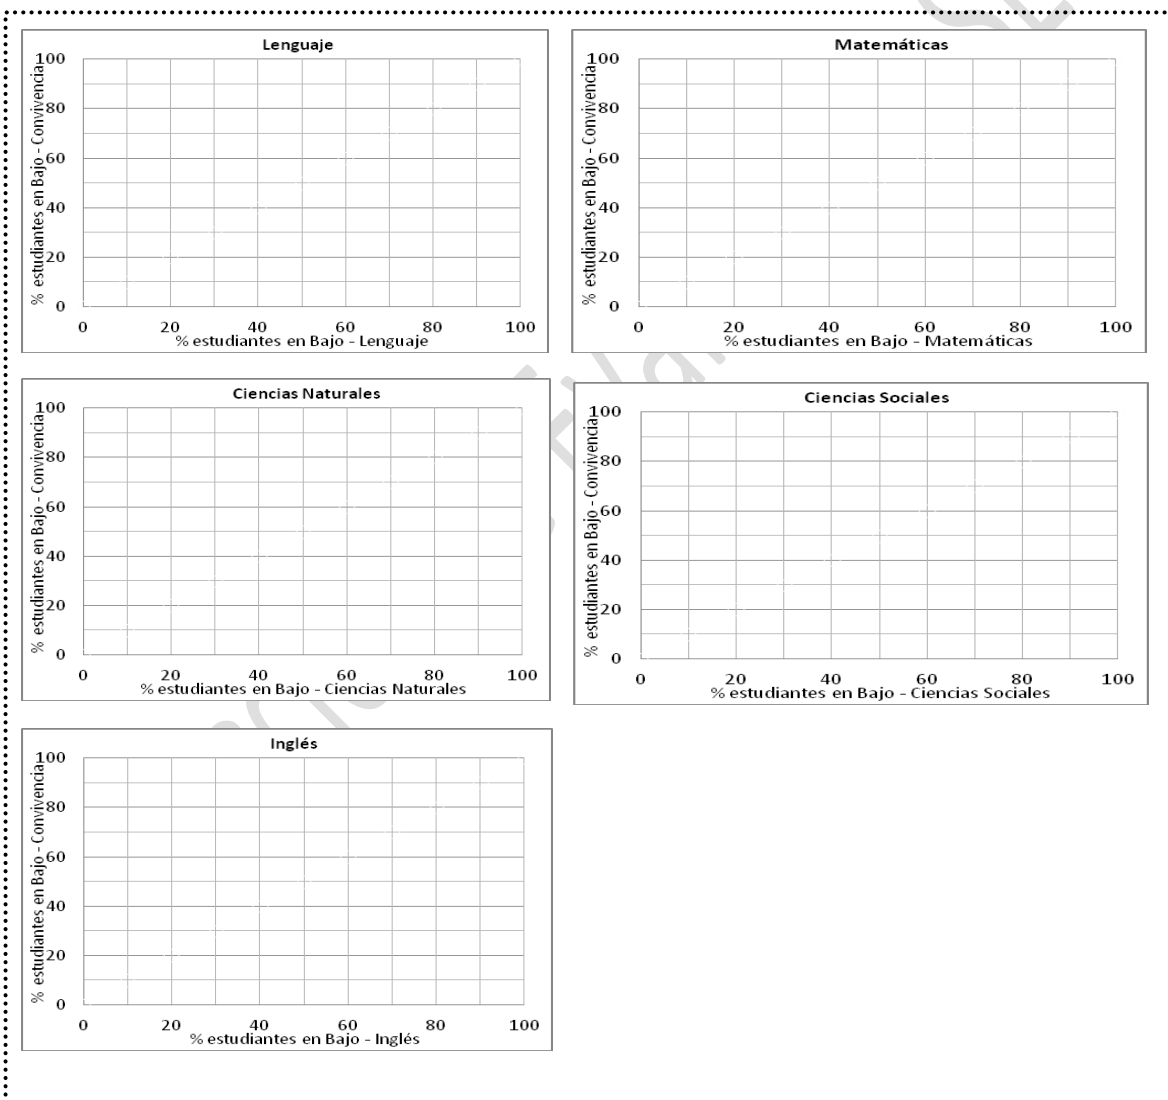 Lenguaje
% estudiantes en Bajo - Convivencia
100
80
60
40
20
0
0 20 40 60 80 100
% estudiantes en Bajo - Lenguaje
Matemáticas
% estudiantes en Bajo - Convivencia
100
80
60
40
20
0
0 20 40 60 80 100
% estudiantes en Bajo - Matemáticas
Ciencias Naturales
% estudiantes en Bajo - Convivencia
100
80
60
40
20
0
0 20 40 60 80 100
% estudiantes en Bajo - Ciencias Naturales
Ciencias Sociales
% estudiantes en Bajo - Convivencia
100
80
60
40
20
0
0 20 40 60 80 100
% estudiantes en Bajo - Ciencias Sociales
Inglés
% estudiantes en Bajo - Convivencia
100
80
60
40
20
0
0 20 40 60 80 100
% estudiantes en Bajo - Inglés